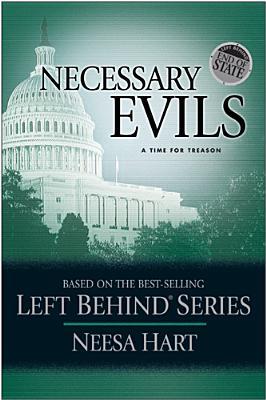 LEFT BEHIND
END OF
STATE
NECESSARY
EVILS
A TIME FOR TREASON
BASED ON THE BEST-SELLING
LEFT BEHIND® SERIES
NEESA HART